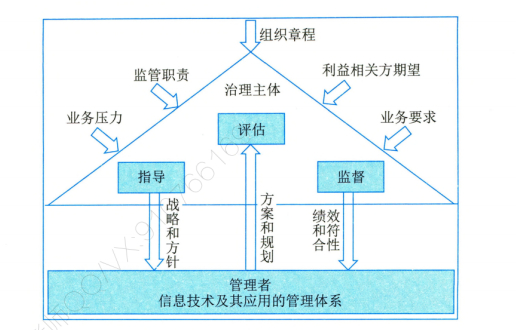 组织章程
监管职责
利益相关方期望
治理主体
业务压力
业务要求
评估
指导
监督
战略和方针
方案和规划
绩效和符合性
管理者
信息技术及其应用的管理体系